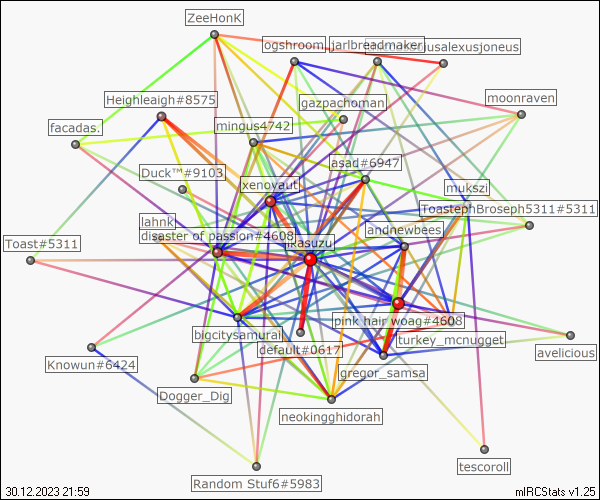 ZeeHonK
ogshroom
jarlbreadmaker
usalexusjoneus
Heighleigh#8575
gazpachoman
moonraven
facadas.
mingus4742
asad#6947
Duck™#9103
xenovaut
mukszi
ToastephBroseph5311#5311
lahnk
andnewbees
Toast#5311
disaster of passion#4608
jkasuzu
pink hair woag#4608
bigcitysamurai
turkey_mcnugget
default#0617
avelicious
Knowun#6424
gregor_samsa
Dogger_Dig
neokingghidorah
tescoroll
Random Stuf6#5983
30.12.2023 21:59
mIRCStats v1.25